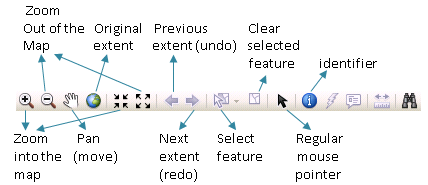 Zoom
Out of the
Map
Original
extent
Previous
extent (undo)
Clear
selected
feature
identifier
Zoom
into the
map
Pan
(move)
Next
extent
(redo)
Select
feature
Regular
mouse
pointer